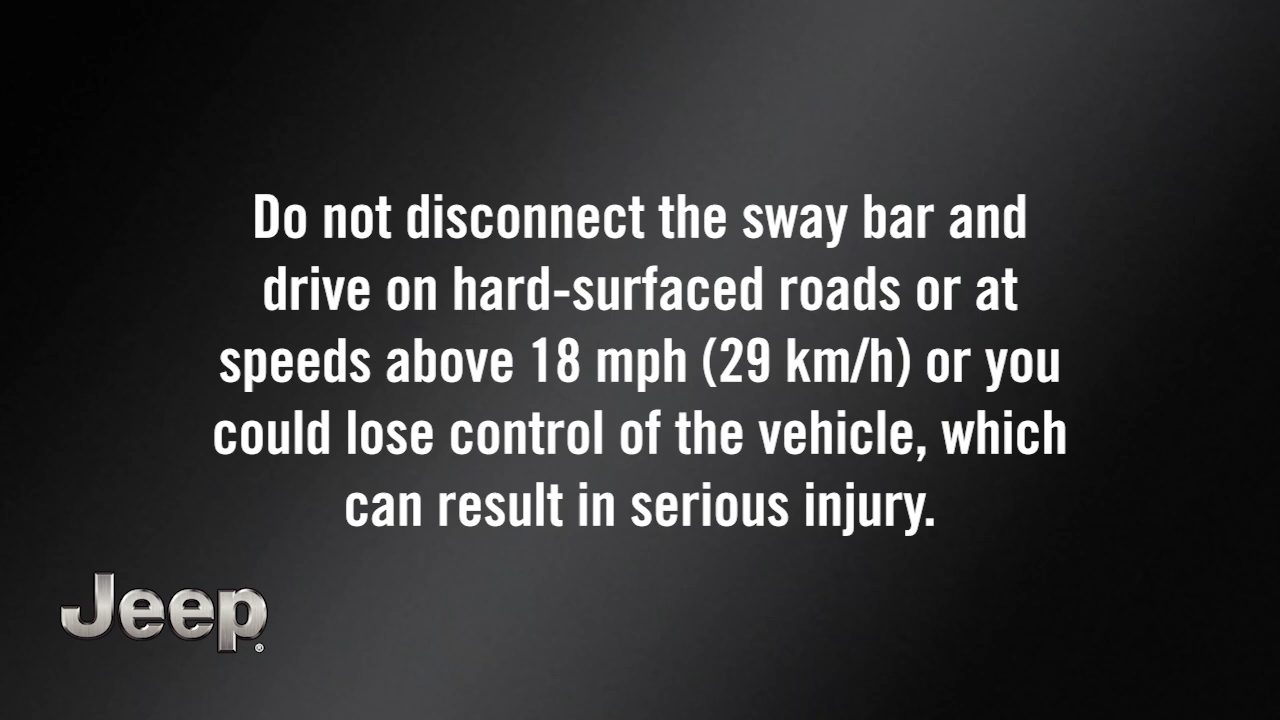 Do not disconnect the sway bar and
drive on hard-surfaced roads or at
speeds above 18 mph (29 km/h) or you
could lose control of the vehicle, which
can result in serious injury.
Jeep®